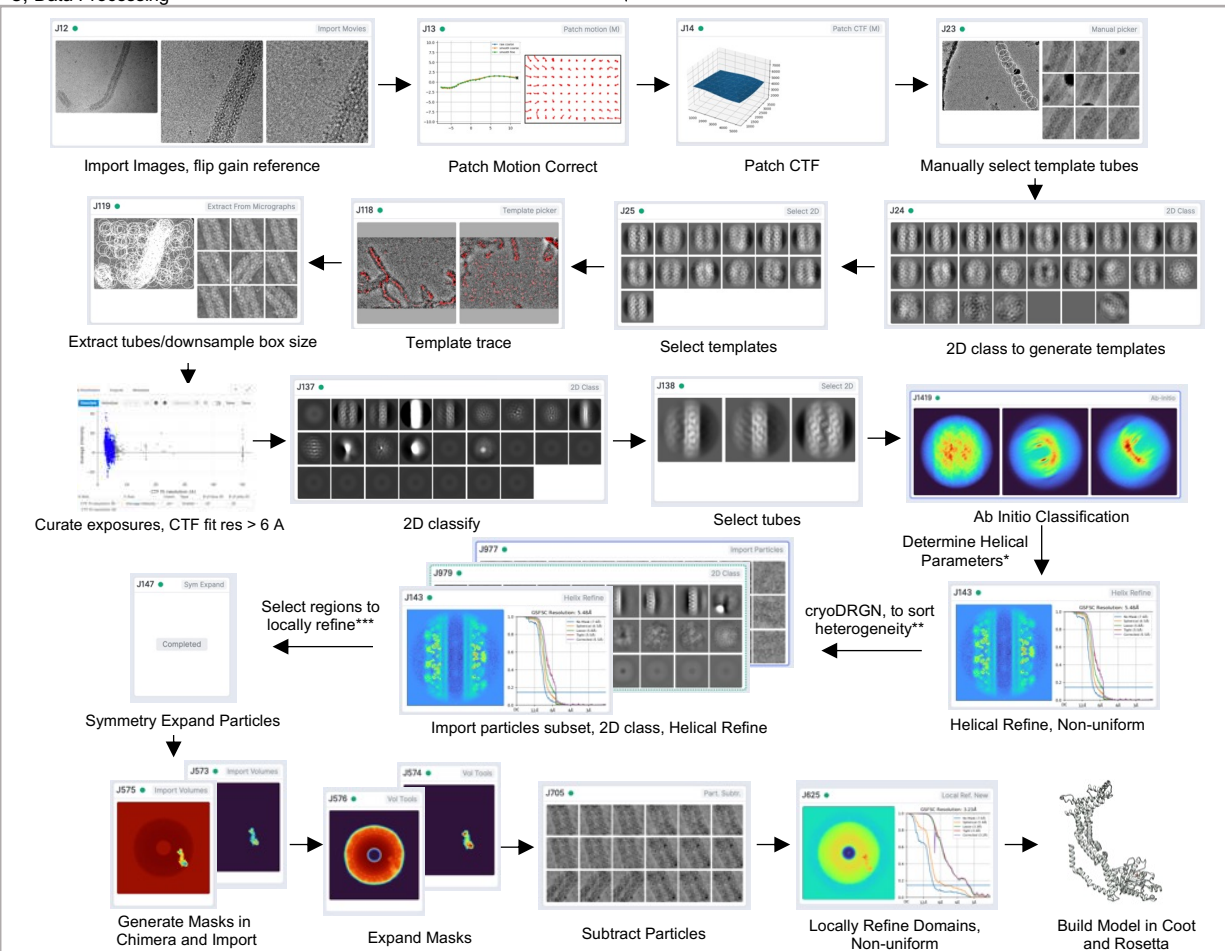 J12 Import Movies
J13 Patch motion (M)
J14 Patch CTF (M)
J23 Manual picker
Import Images, flip gain reference
Patch Motion Correct
Patch CTF
Manually select template tubes
J119 Extract From Micrographs
J118 Template picker
J25 Select 2D
J24 2D Class
Extract tubes/downsample box size
Template trace
Select templates
2D class to generate templates
J137 2D Class
J138 Select 2D
J1419 Ab-Initio
Curate exposures, CTF fit res > 6 A
2D classify
Select tubes
Ab Initio Classification
Determine Helical
Parameters*
J147 Sym Expand
Completed
Select regions to
locally refine***
J977 Import Particles
J979 2D Class
J143 Helix Refine
GSFSC Resolution: 5.46Å
cryoDRGN, to sort
heterogeneity**
J143 Helix Refine
GSFSC Resolution: 5.46Å
Symmetry Expand Particles
Import particles subset, 2D class, Helical Refine
Helical Refine, Non-uniform
J573 Import Volumes
J575 Import Volumes
J574 Vol Tools
J576 Vol Tools
J705 Part. Subtr.
J625 Local Ref. New
Generate Masks in
Chimera and Import
Expand Masks
Subtract Particles
Locally Refine Domains,
Non-uniform
Build Model in Coot
and Rosetta